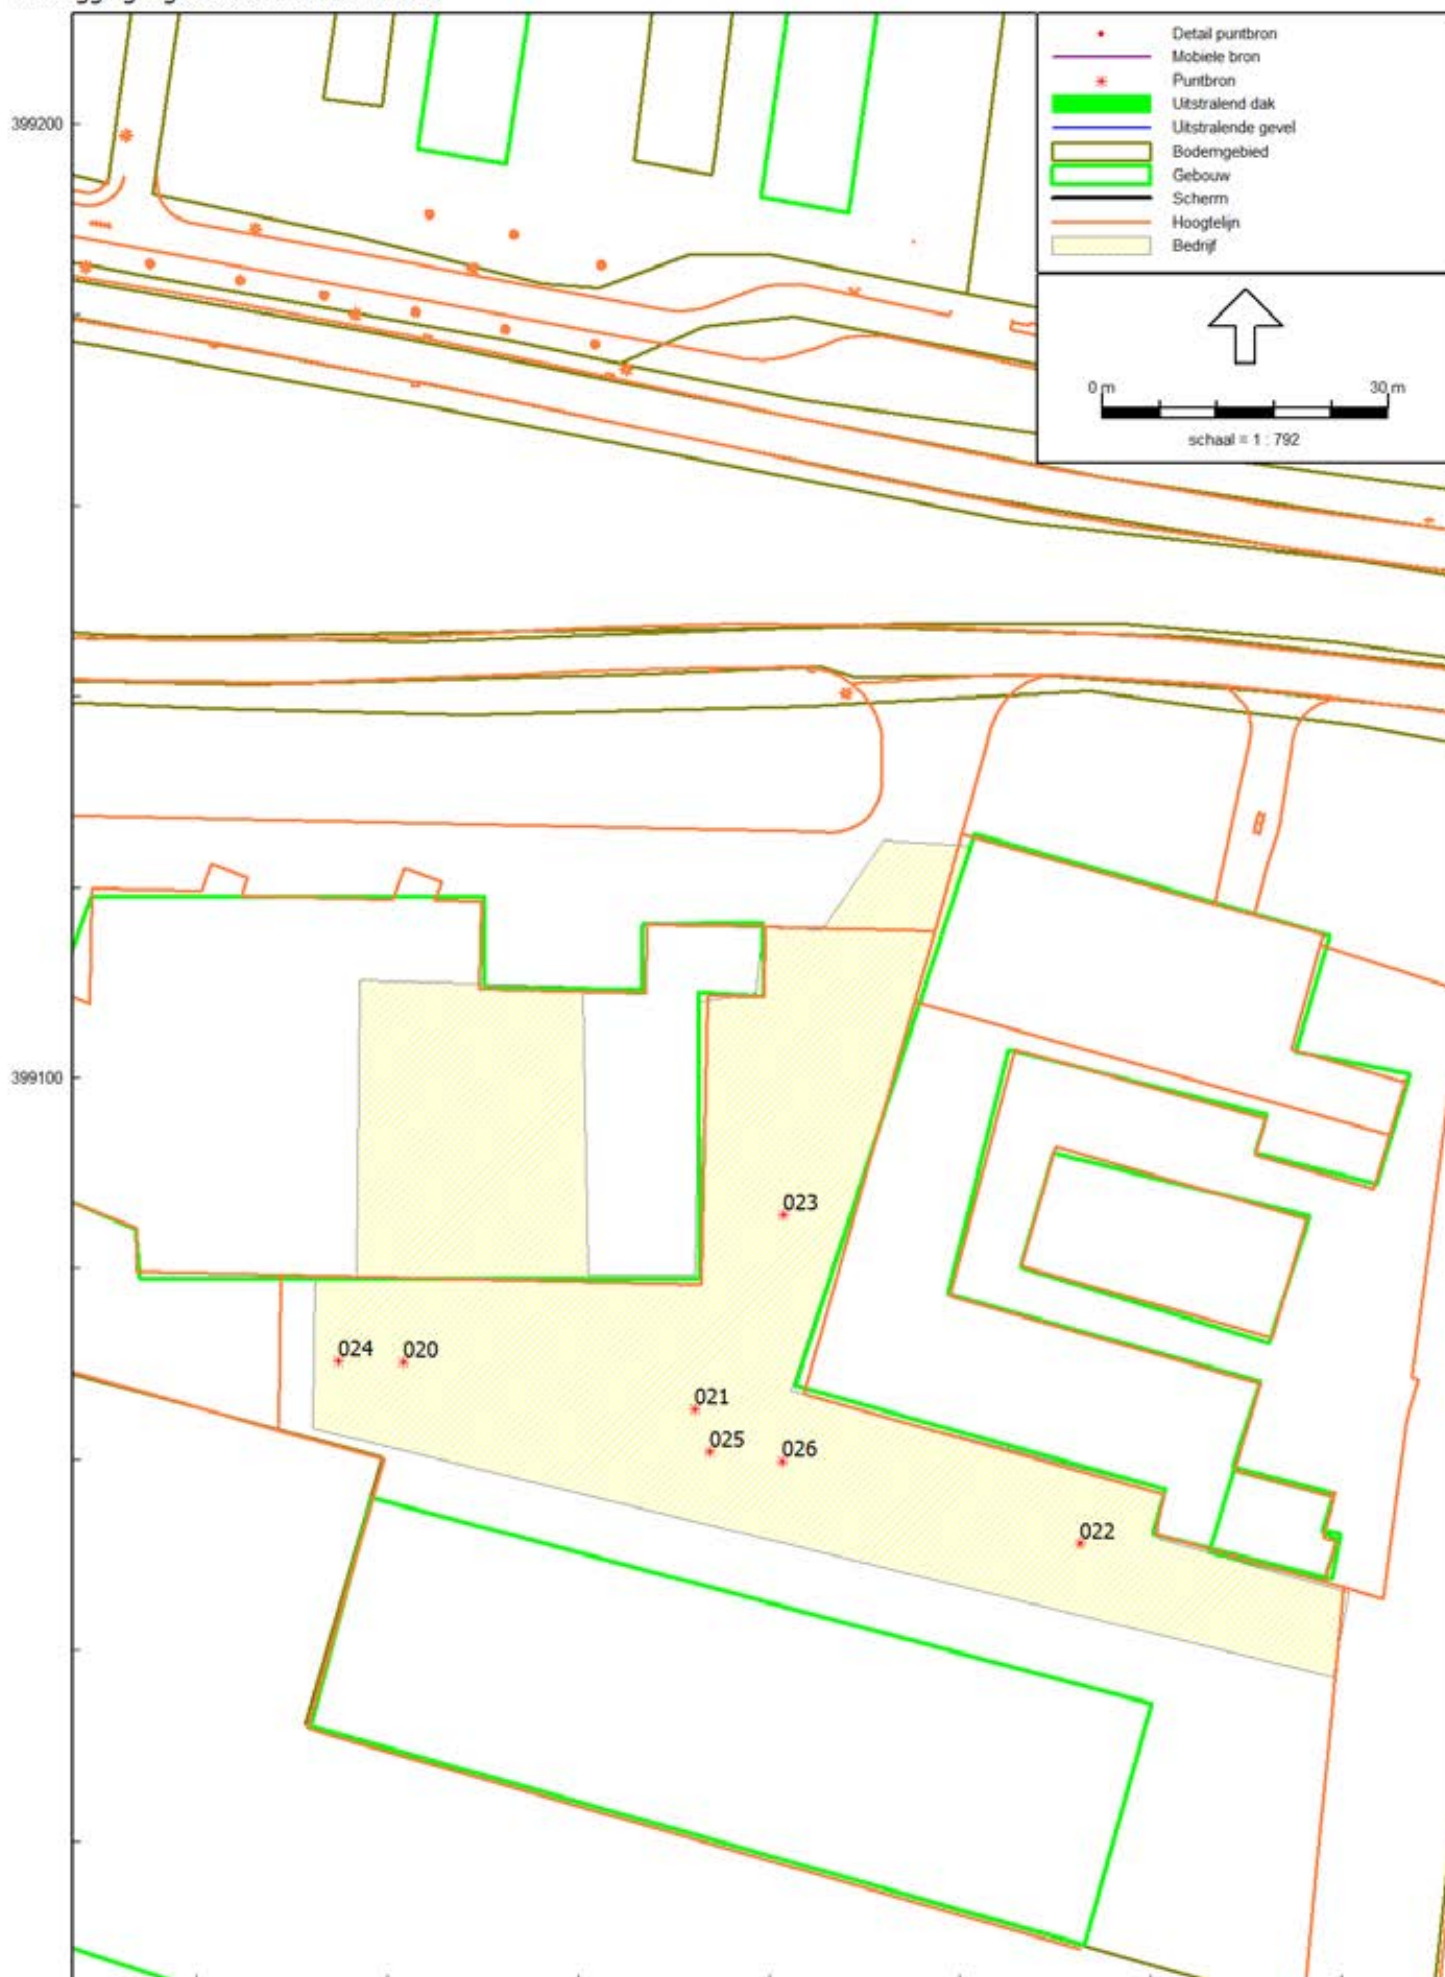 Detail puntbron
Mobiele bron
Puntbron
Uitstralend dak
Uitstralende gevel
Bodemgebied
Gebouw
Scherm
Hoogtelijn
Bedrijf
0 m 30 m
schaal = 1 : 792
399200
399100
023
024 020
021
025 026
022